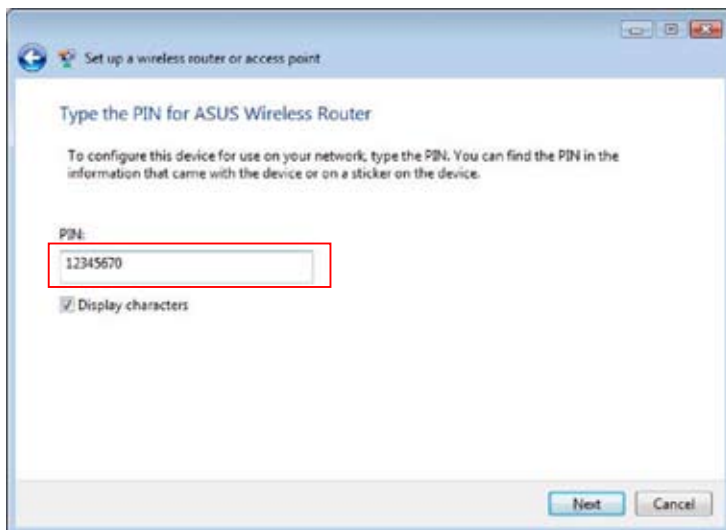 Set up a wireless router or access point
Type the PIN for ASUS Wireless Router
To configure this device for use on your network, type the PIN. You can find the PIN in the
information that came with the device or on a sticker on the device.
PIN:
12345670
Display characters
Next Cancel